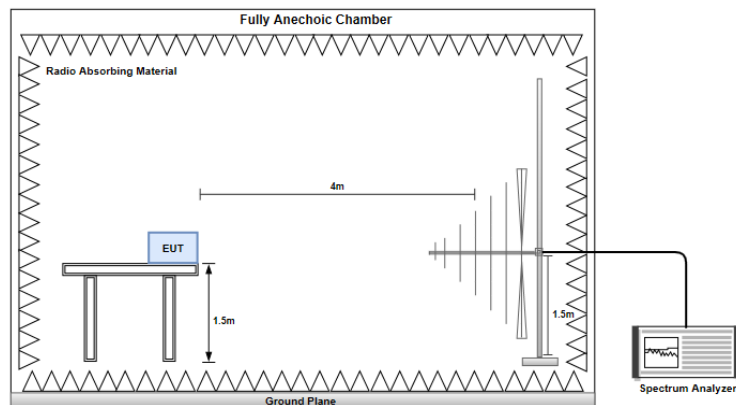 Fully Anechoic Chamber
Radio Absorbing Material
4m
EUT
1.5m
1.5m
Spectrum Analyzer
Ground Plane